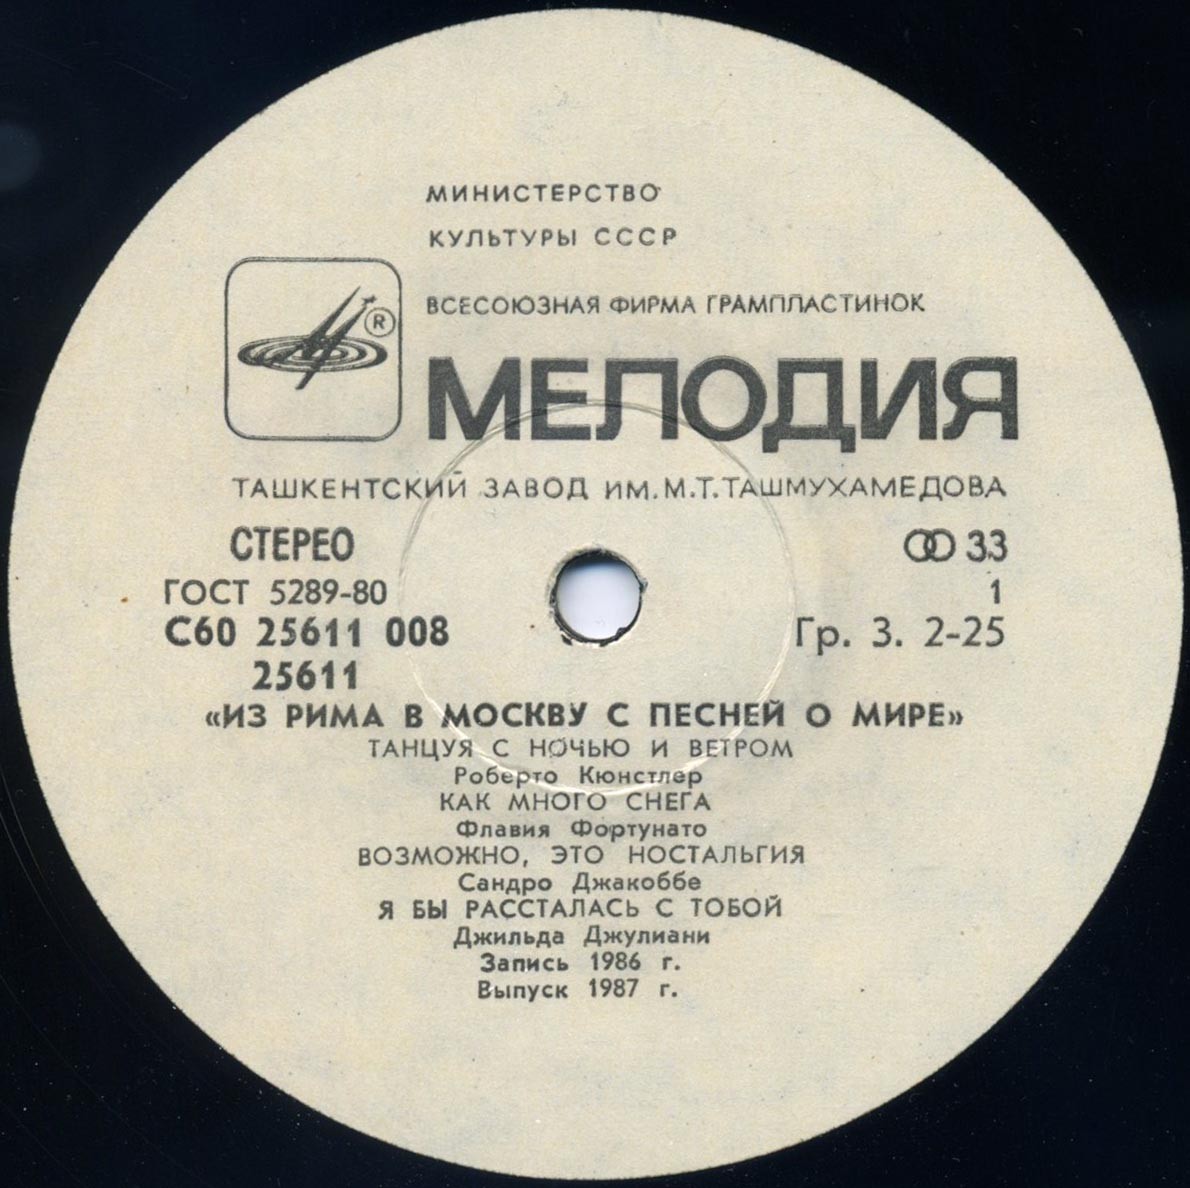 МИНИСТЕРСТВО
КУЛЬТУРЫ СССР
ВСЕСОЮЗНАЯ ФИРМА ГРАМПЛАСТИНОК
®
МЕЛОДИЯ
ТАШКЕНТСКИЙ ЗАВОД ИМ.М.Т.ТАШМУХАМЕДОВА
СТЕРЕО 33
ГОСТ 5289-80 1
С60 25611 008 Гр. 3. 2-25
25611
«ИЗ РИМА В МОСКВУ С ПЕСНЕЙ О МИРЕ»
ТАНЦУЯ С НОЧЬЮ И ВЕТРОМ
Роберто Кюнстлер
КАК МНОГО СНЕГА
Флавия Фортунато
ВОЗМОЖНО, ЭТО НОСТАЛЬГИЯ
Сандро Джакоббе
Я БЫ РАССТАЛАСЬ С ТОБОЙ
Джильда Джулиани
Запись 1986 г.
Выпуск 1987 г.